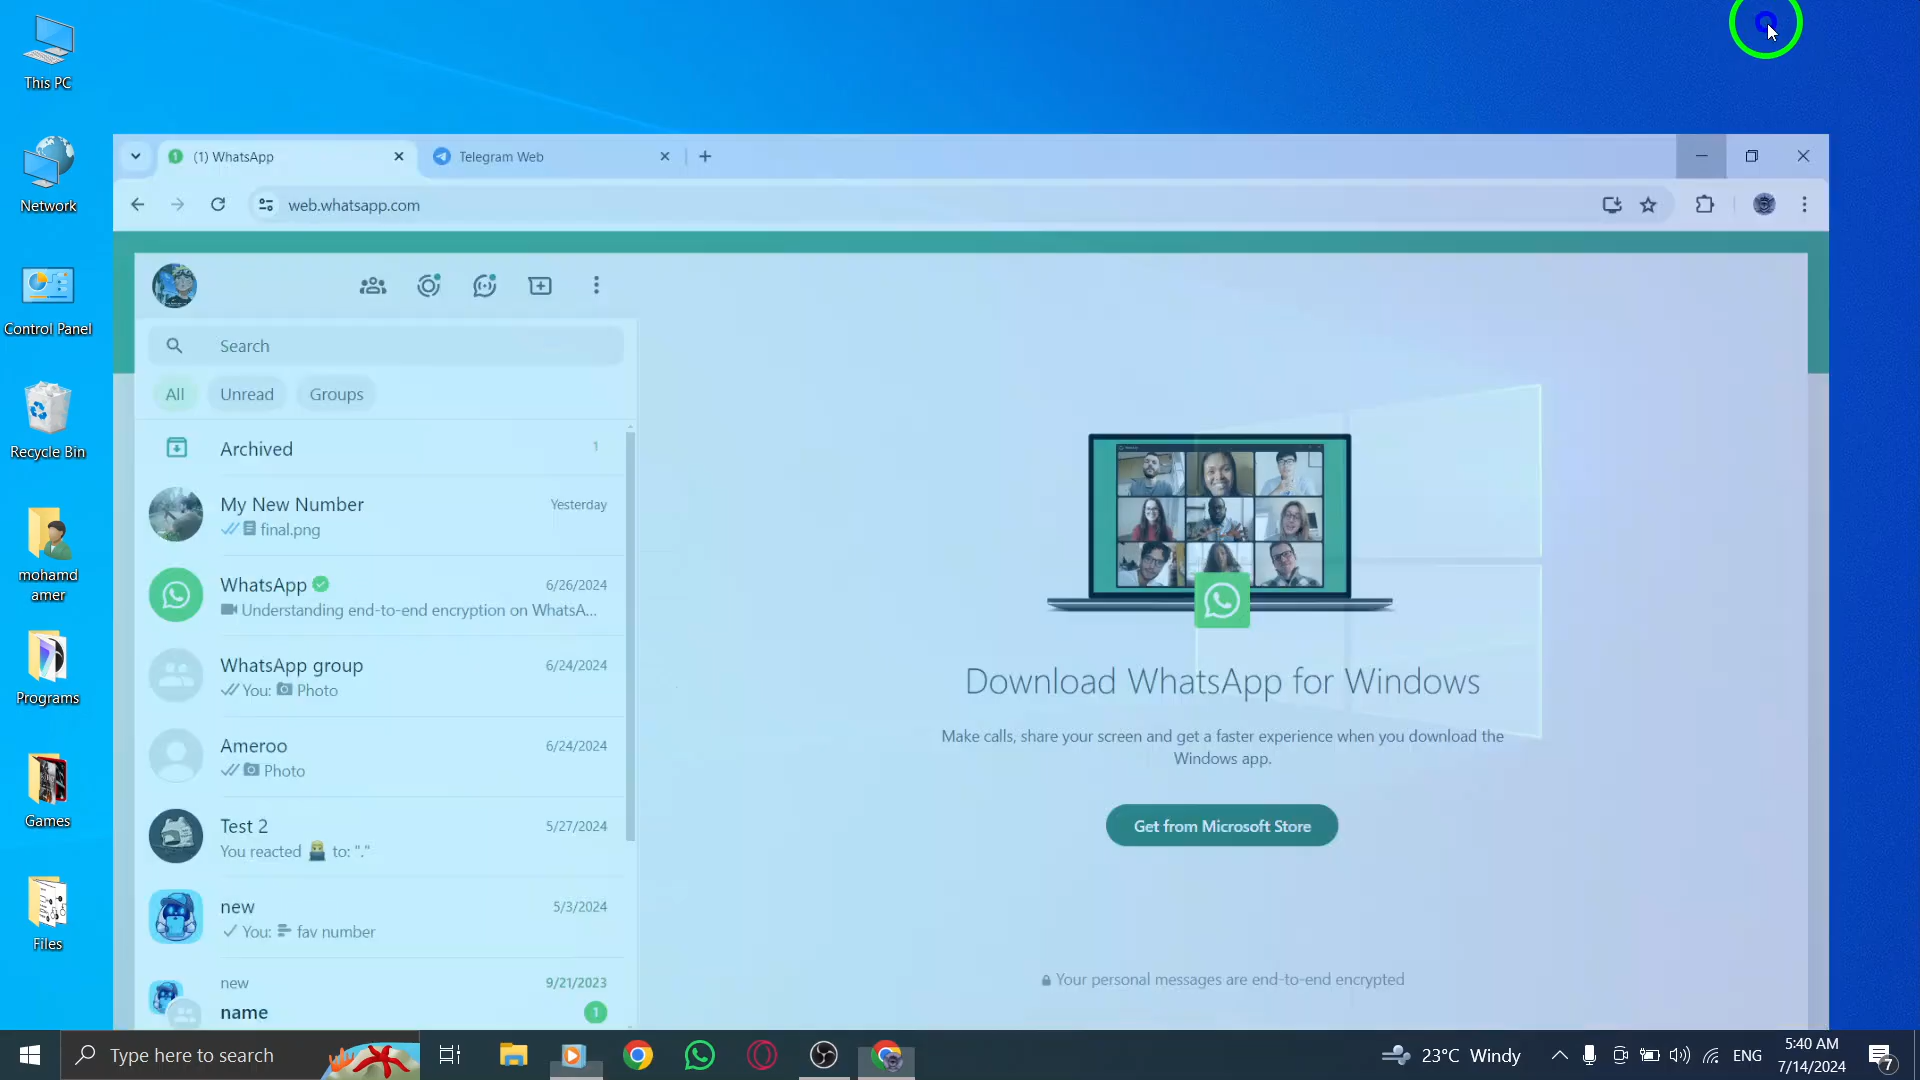 This PC
Network
Control Panel
Recycle Bin
mohamd
amer
Programs
Games
Files
(1) WhatsApp
Telegram Web
web.whatsapp.com
Search
All
Unread
Groups
Archived
1
My New Number
Yesterday
final.png
WhatsApp
6/26/2024
Understanding end-to-end encryption on WhatsA...
WhatsApp group
6/24/2024
You: Photo
Ameroo
6/24/2024
Photo
Test 2
5/27/2024
You reacted to: "."
new
5/3/2024
You: fav number
new
9/21/2023
name
1
Download WhatsApp for Windows
Make calls, share your screen and get a faster experience when you download the
Windows app.
Get from Microsoft Store
Your personal messages are end-to-end encrypted
Type here to search
23°C Windy
ENG
5:40 AM
7/14/2024
7